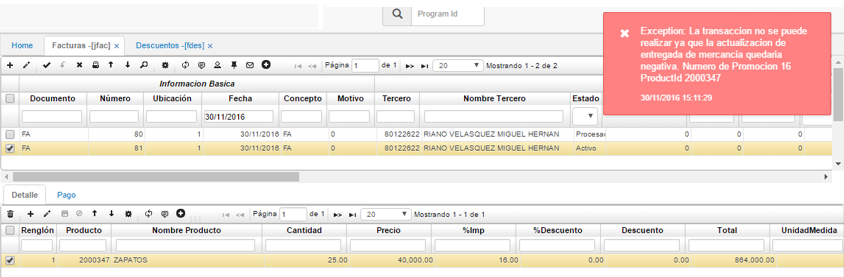 Program Id
Exception: La transaccion no se puede
realizar ya que la actualizacion de
entregada de mercancia quedaria
negativa. Numero de Promocion 16
ProductId 2000347
30/11/2016 15:11:29
Home Facturas -[jfac] × Descuentos -[fdes] ×
Página 1 de 1 20 Mostrando 1 - 2 de 2
Informacion Basica
Documento Número Ubicación Fecha Concepto Motivo Tercero Nombre Tercero Estado
30/11/2016
FA 80 1 30/11/2016 FA 0 80122622 RIANO VELASQUEZ MIGUEL HERNAN Procesad 0 0 0
FA 81 1 30/11/2016 FA 0 80122622 RIANO VELASQUEZ MIGUEL HERNAN Activo 0 0 0
Detalle Pago
Página 1 de 1 20 Mostrando 1 - 1 de 1
Renglón Producto Nombre Producto Cantidad Precio %Imp %Descuento Descuento Total UnidadMedida
1 2000347 ZAPATOS 25.00 40,000.00 16.00 0.00 0.00 864,000.00